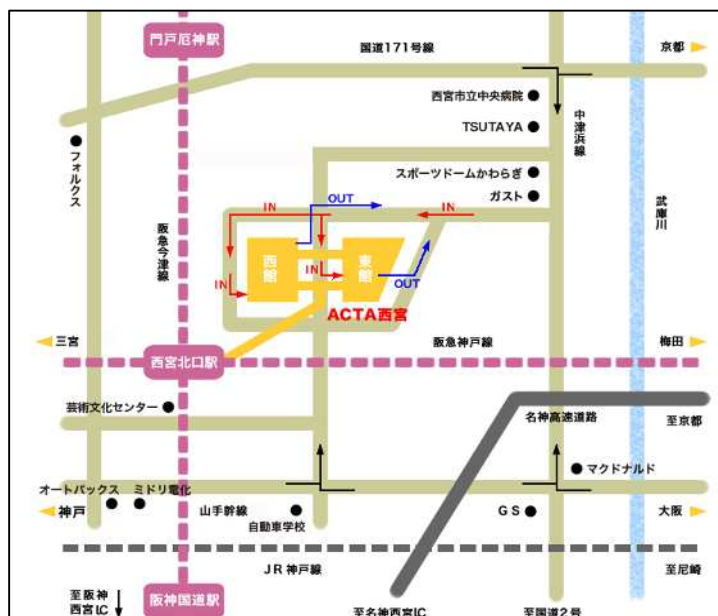 門戸厄神駅
国道171号線
京都
西宮市立中央病院
TSUTAYA
中津浜線
フォルクス
スポーツドームかわらぎ
ガスト
武庫川
阪急今津線
OUT
IN
IN
西館
IN
東館
IN
OUT
ACTA西宮
三宮
阪急神戸線
梅田
西宮北口駅
芸術文化センター
名神高速道路
至京都
マクドナルド
オートバックス
ミドリ電化
神戸
山手幹線
自動車学校
GS
大阪
JR神戸線
至尼崎
至阪神
西宮I.C
阪神国道駅
至名神西宮IC
至国道2号